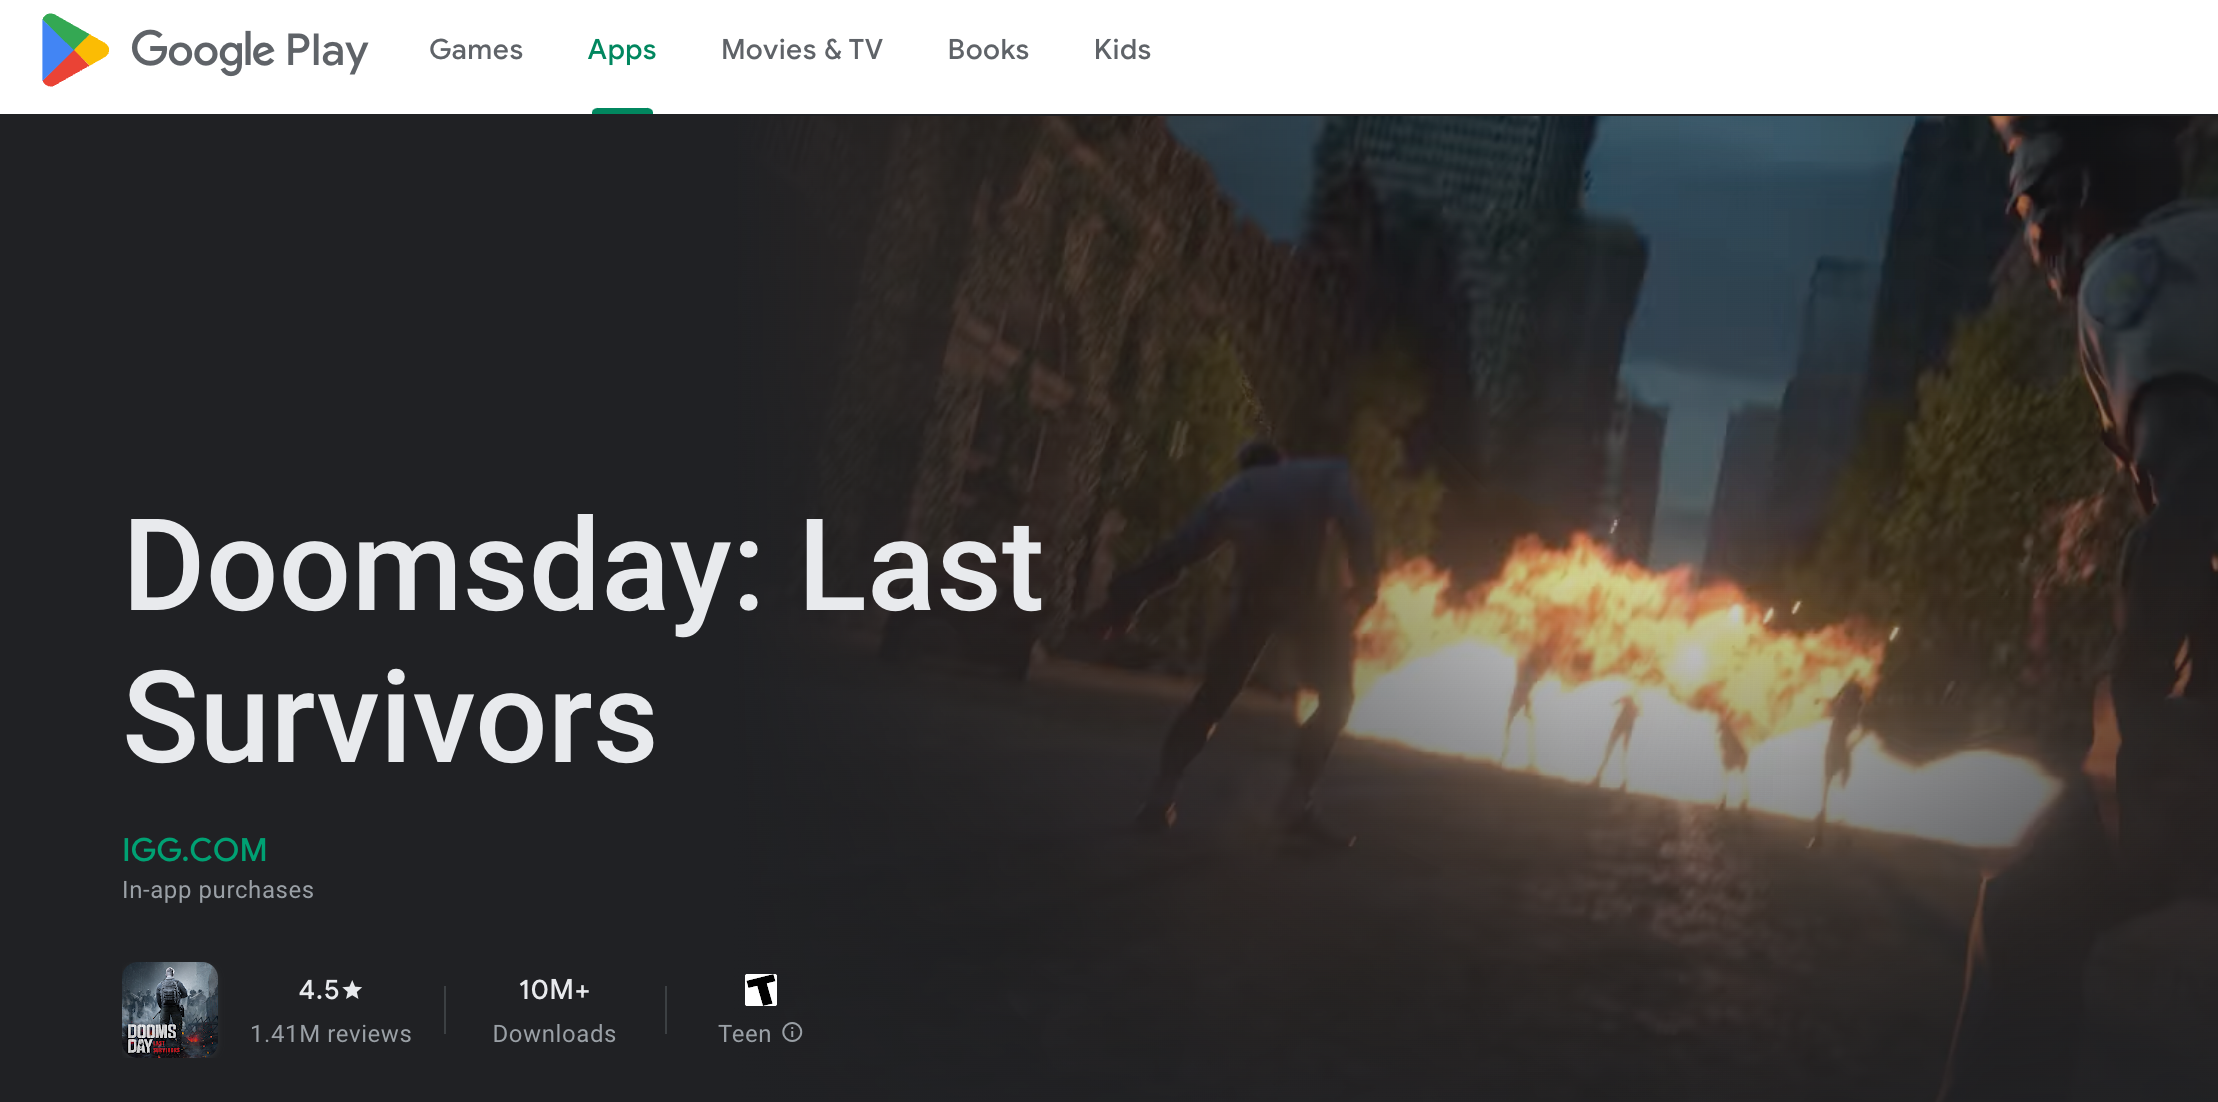 Google Play Games Apps Movies & TV Books Kids
Doomsday: Last
Survivors
IGG.COM
In-app purchases
DOOMS
DAY
4.5★ 10M+ T
1.41M reviews Downloads Teen